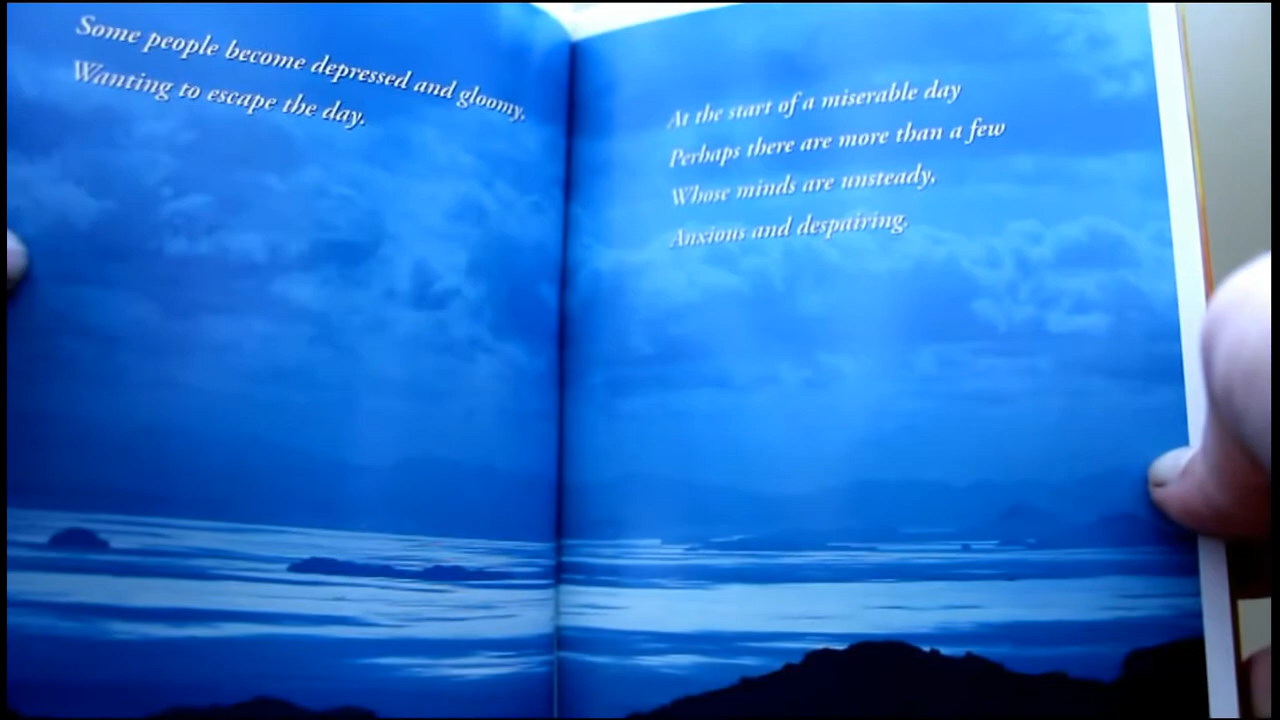 Some people become depressed and gloomy,
Wanting to escape the day.
At the start of a miserable day
Perhaps there are more than a few
Whose minds are unsteady,
Anxious and despairing.